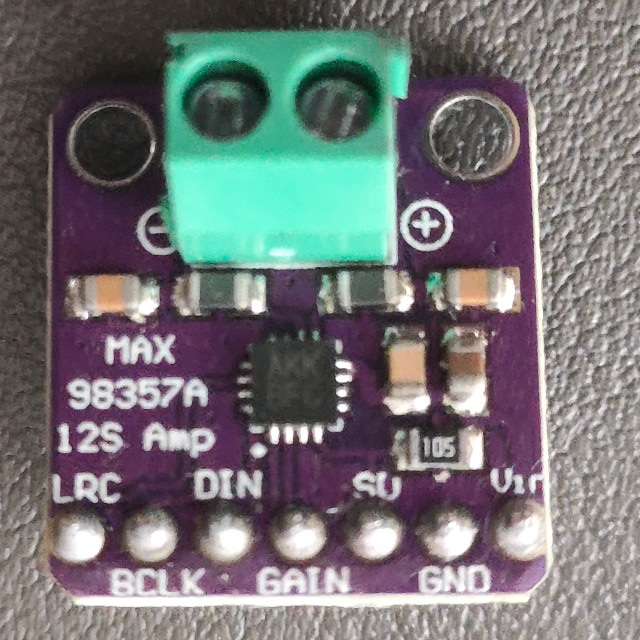 MAX
98357A
I2S Amp
LRC DIN SD Vin
BCLK GAIN GND
105